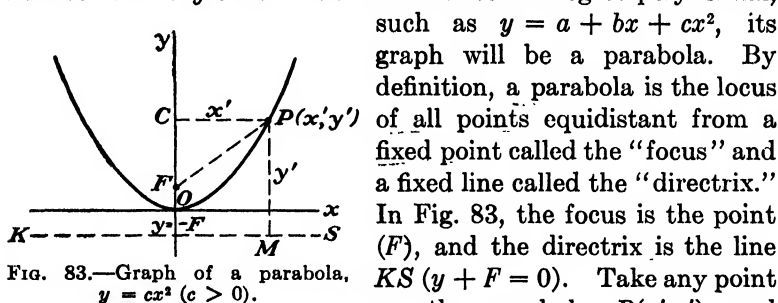 such as y = a + bx + cx², its
graph will be a parabola. By
definition, a parabola is the locus
of all points equidistant from a
fixed point called the "focus" and
a fixed line called the "directrix."
In Fig. 83, the focus is the point
(F), and the directrix is the line
KS (y + F = 0). Take any point
y
C x' P(x',y')
F y'
O
x
K y=-F S
M
FIG. 83.—Graph of a parabola,
y = cx² (c > 0).